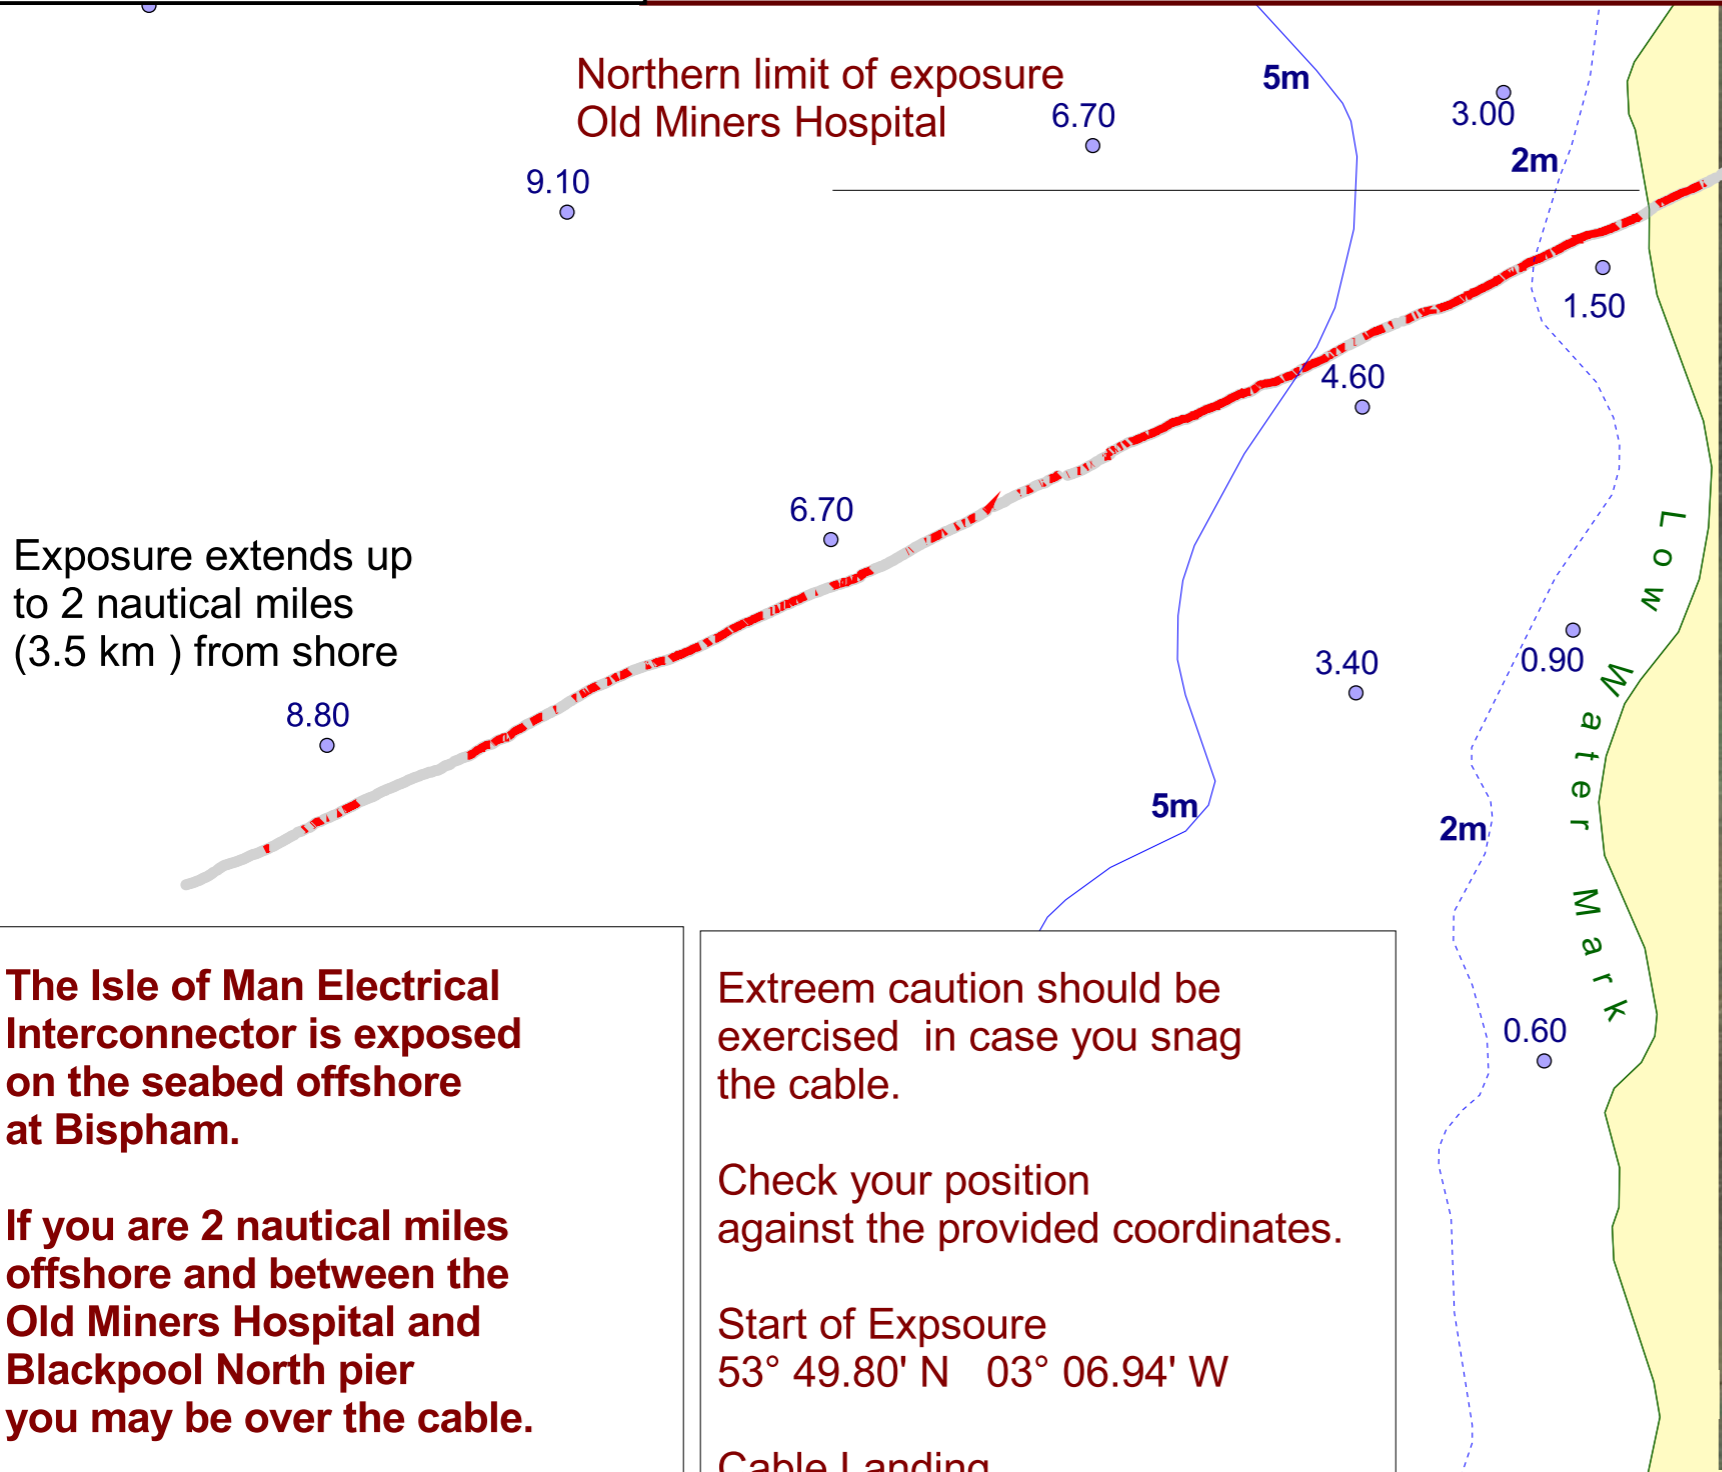 Northern limit of exposure
Old Miners Hospital
5m
3.00
6.70
2m
9.10
1.50
4.60
6.70
Low Water Mark
Exposure extends up
to 2 nautical miles
(3.5 km ) from shore
3.40
0.90
8.80
5m
2m
0.60
The Isle of Man Electrical
Interconnector is exposed
on the seabed offshore
at Bispham.
If you are 2 nautical miles
offshore and between the
Old Miners Hospital and
Blackpool North pier
you may be over the cable.
Extreem caution should be
exercised  in case you snag
the cable.
Check your position
against the provided coordinates.
Start of Expsoure
53° 49.80' N   03° 06.94' W
Cable Landing